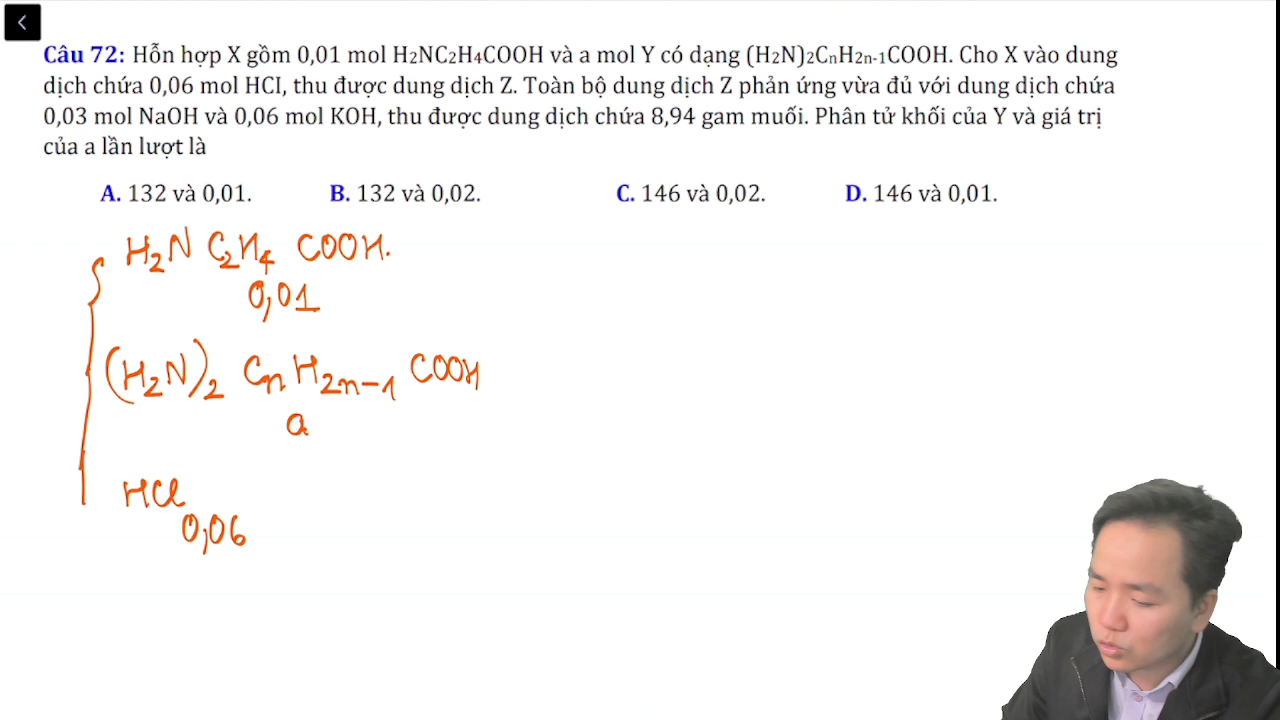 Câu 72: Hỗn hợp X gồm 0,01 mol H₂NC₂H₄COOH và a mol Y có dạng (H₂N)₂CₙH₂ₙ₋₁COOH. Cho X vào dung
dịch chứa 0,06 mol HCI, thu được dung dịch Z. Toàn bộ dung dịch Z phản ứng vừa đủ với dung dịch chứa
0,03 mol NaOH và 0,06 mol KOH, thu được dung dịch chứa 8,94 gam muối. Phân tử khối của Y và giá trị
của a lần lượt là
A. 132 và 0,01. B. 132 và 0,02. C. 146 và 0,02. D. 146 và 0,01.
H₂N C₂H₄ COOH.
0,01
(H₂N)₂ CₙH₂ₙ₋₁ COOH
a
HCl
0,06